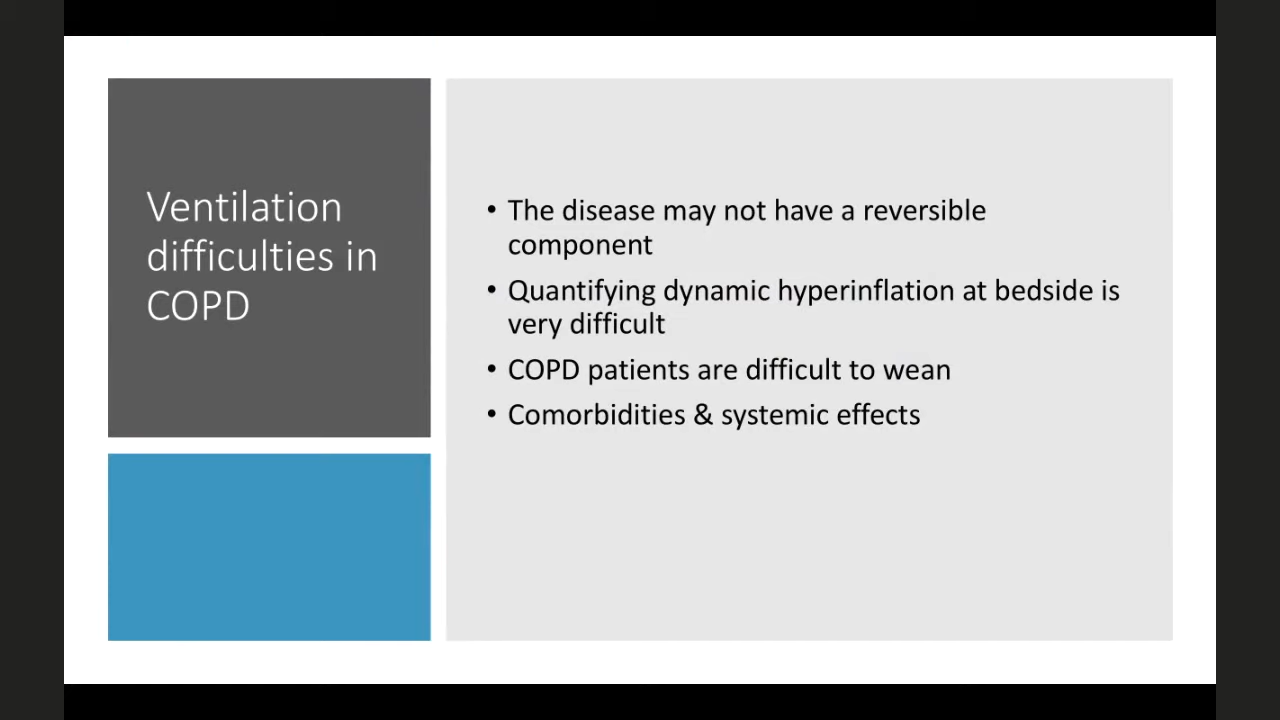 Ventilation
difficulties in
COPD
• The disease may not have a reversible
component
• Quantifying dynamic hyperinflation at bedside is
very difficult
• COPD patients are difficult to wean
• Comorbidities & systemic effects